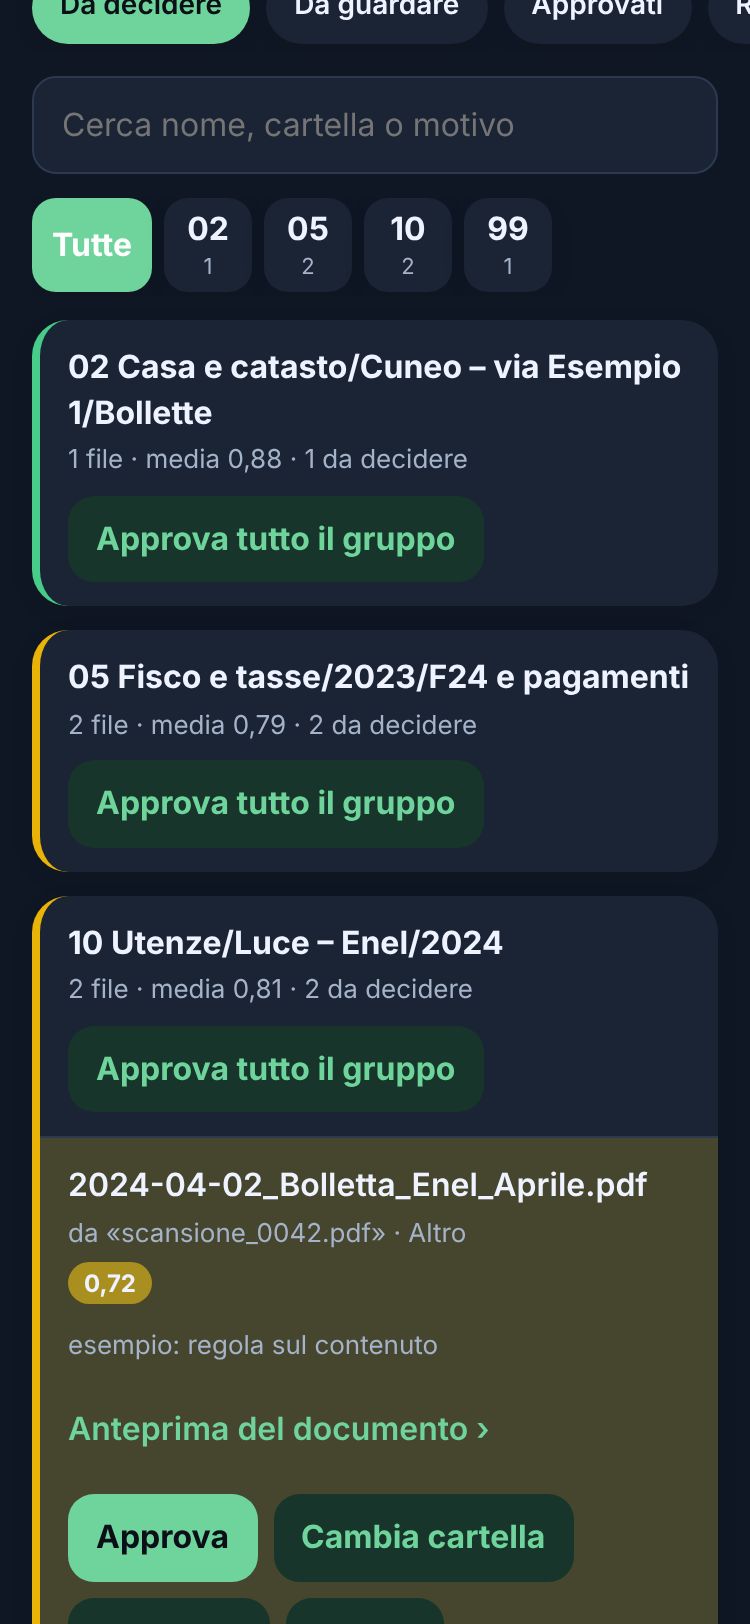 Da decidere
Da guardare
Approvati
Cerca nome, cartella o motivo
Tutte
02
1
05
2
10
2
99
1
02 Casa e catasto/Cuneo – via Esempio
1/Bollette
1 file · media 0,88 · 1 da decidere
Approva tutto il gruppo
05 Fisco e tasse/2023/F24 e pagamenti
2 file · media 0,79 · 2 da decidere
Approva tutto il gruppo
10 Utenze/Luce – Enel/2024
2 file · media 0,81 · 2 da decidere
Approva tutto il gruppo
2024-04-02_Bolletta_Enel_Aprile.pdf
da «scansione_0042.pdf» · Altro
0,72
esempio: regola sul contenuto
Anteprima del documento ›
Approva
Cambia cartella